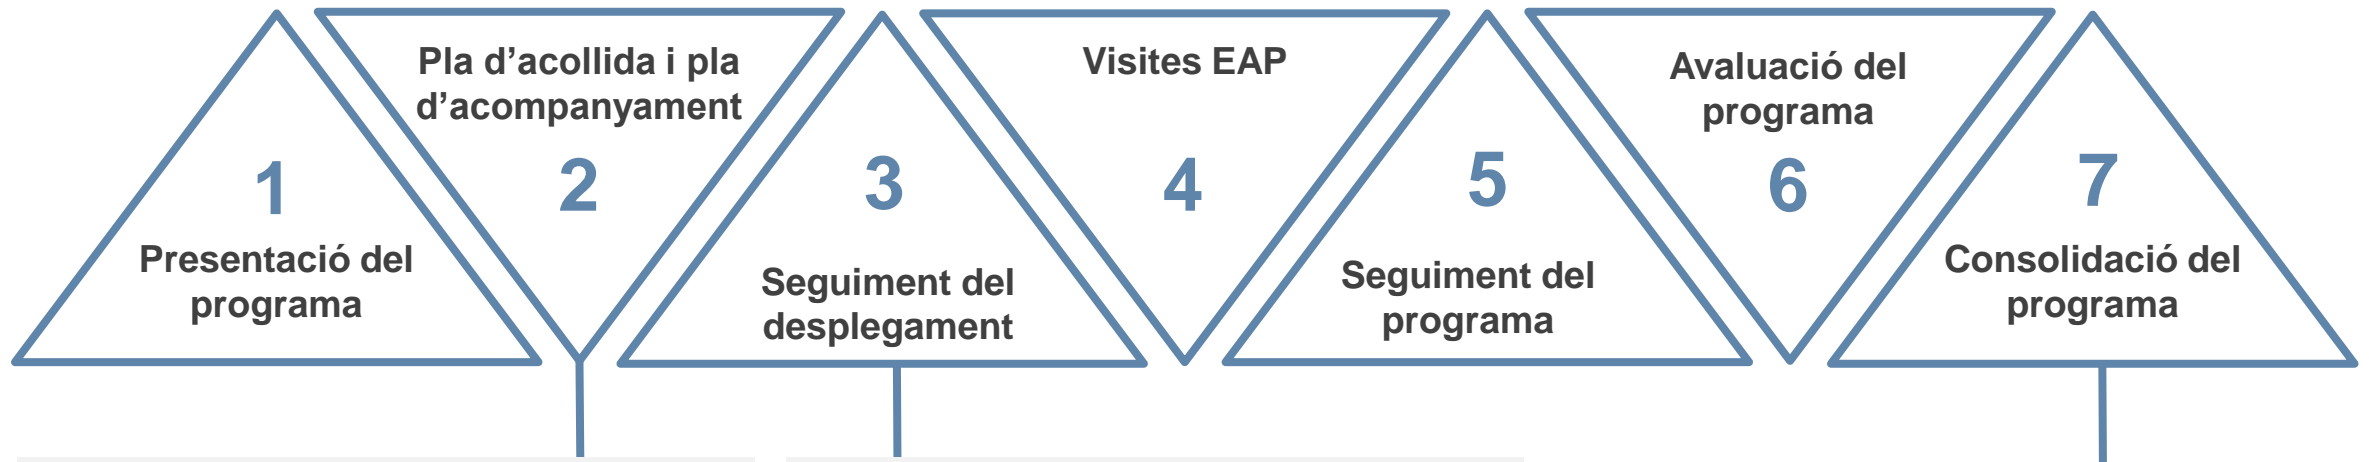 1
Presentació del
programa
Pla d’acollida i pla
d’acompanyament
2
3
Seguiment del
desplegament
Visites EAP
4
5
Seguiment del
programa
Avaluació del
programa
6
7
Consolidació del
programa